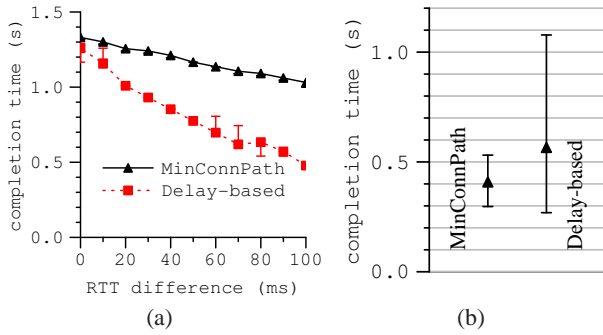 completion time (s)
1.5
1.0
0.5
0.0
MinConnPath
Delay-based
0
20
40
60
80
100
RTT difference (ms)
(a)
completion time (s)
1.0
0.5
0.0
MinConnPath
Delay-based
(b)